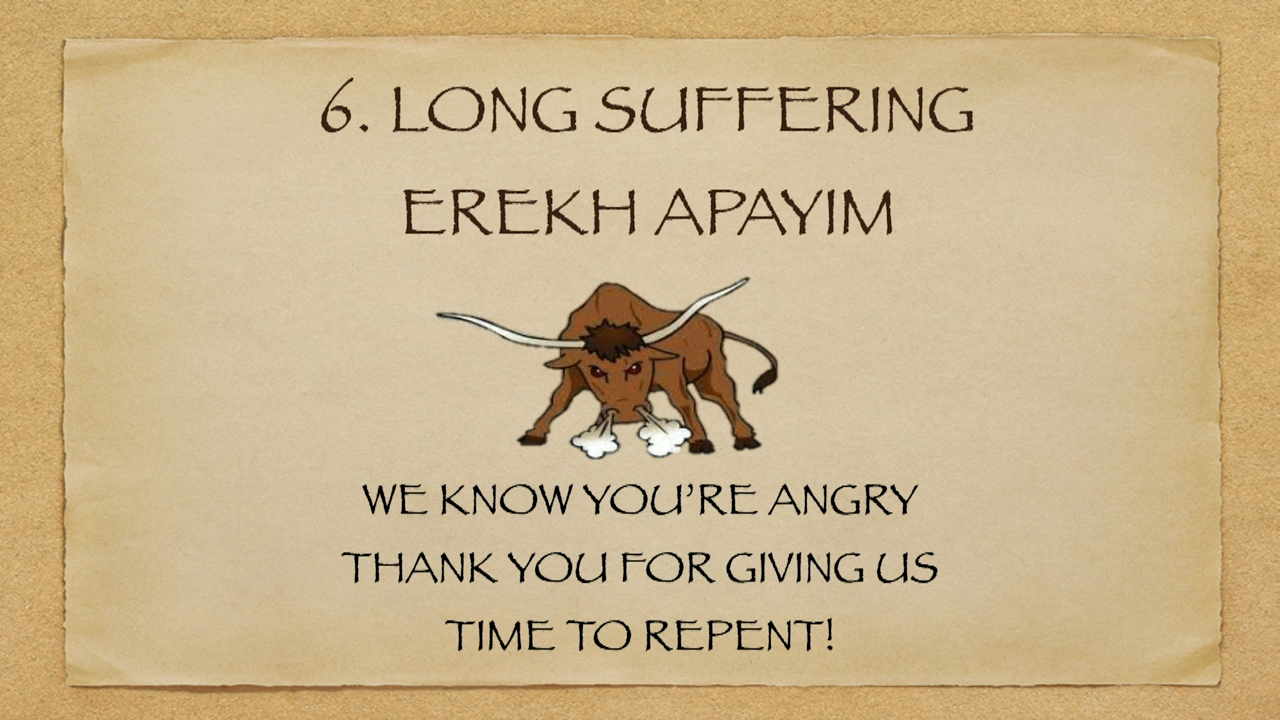 6. LONG SUFFERING
EREKH APAYIM
WE KNOW YOU'RE ANGRY
THANK YOU FOR GIVING US
TIME TO REPENT!